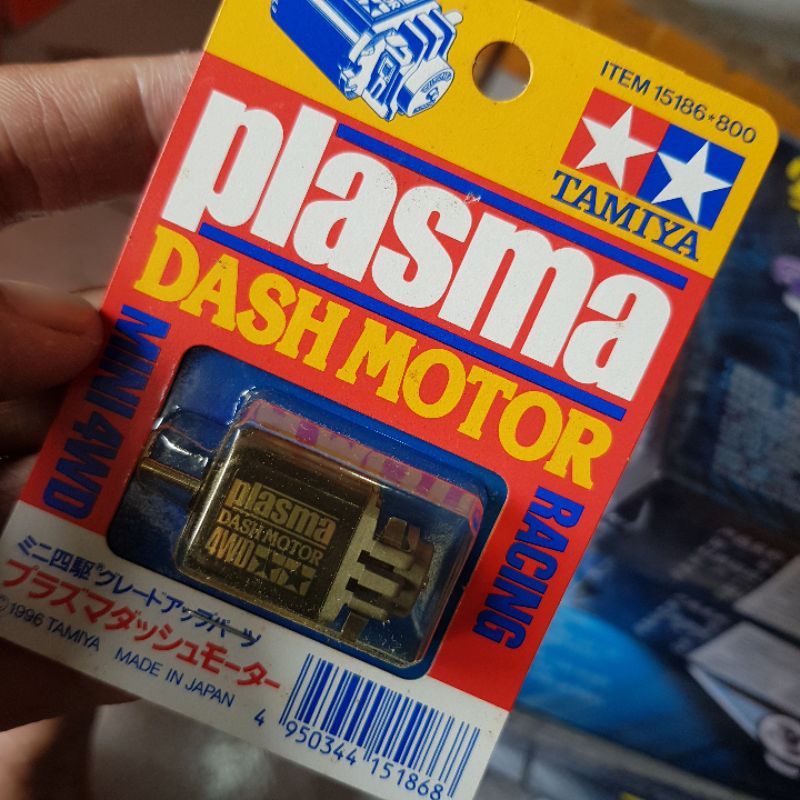 ITEM 15186*800
TAMIYA
plasma
DASH MOTOR
MINI 4WD
RACING
plasma
DASH MOTOR
4WD
ミニ四駆®グレードアップパーツ
プラズマダッシュモーター
©1996 TAMIYA MADE IN JAPAN
4 950344 151868